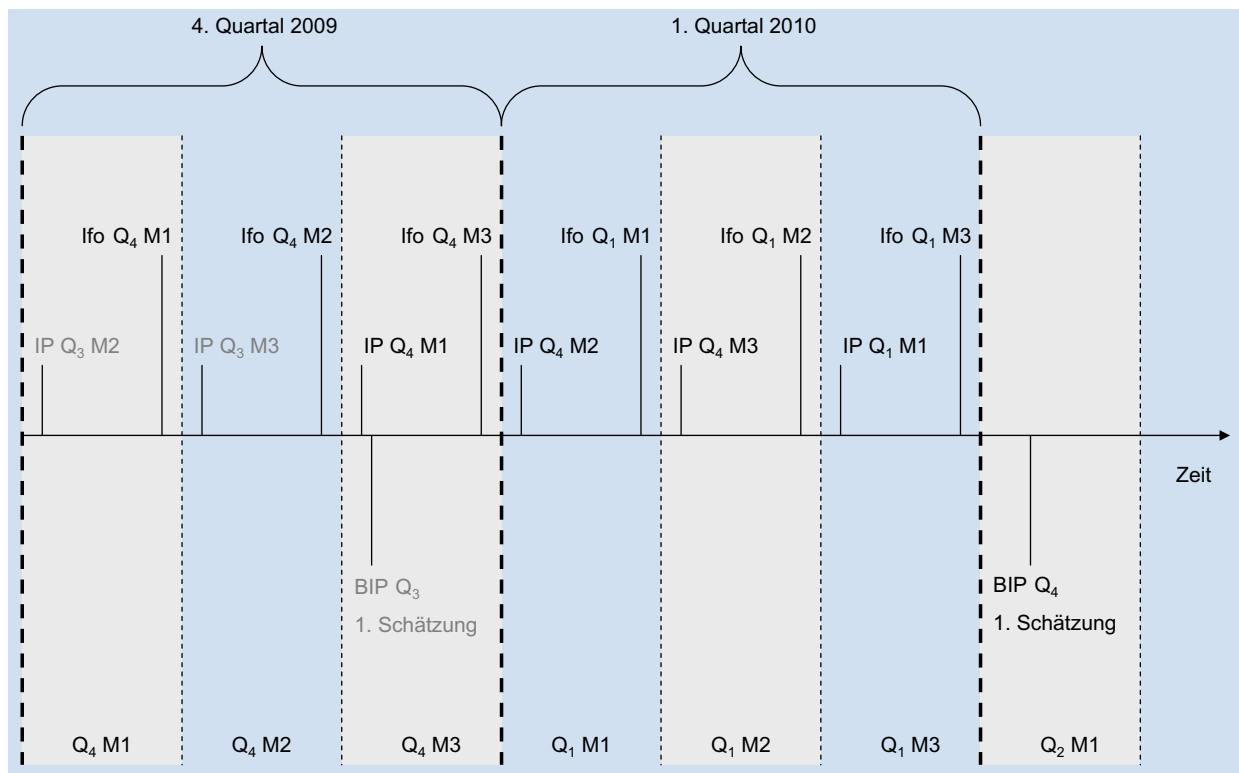 4. Quartal 2009
1. Quartal 2010
Ifo Q₄ M1
Ifo Q₄ M2
Ifo Q₄ M3
Ifo Q₁ M1
Ifo Q₁ M2
Ifo Q₁ M3
IP Q₃ M2
IP Q₃ M3
IP Q₄ M1
IP Q₄ M2
IP Q₄ M3
IP Q₁ M1
Zeit
BIP Q₃
1. Schätzung
BIP Q₄
1. Schätzung
Q₄ M1
Q₄ M2
Q₄ M3
Q₁ M1
Q₁ M2
Q₁ M3
Q₂ M1